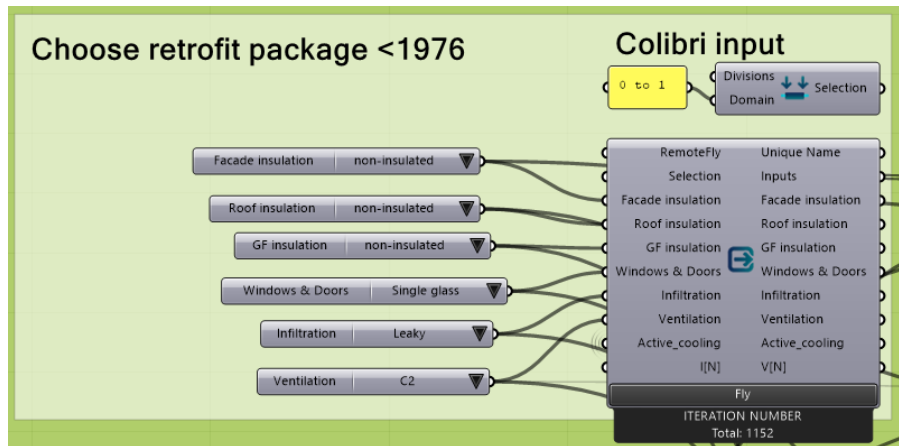 Choose retrofit package <1976
Colibri input
0 to 1
Divisions
Domain
Selection
Facade insulation non-insulated
Roof insulation non-insulated
GF insulation non-insulated
Windows & Doors Single glass
Infiltration Leaky
Ventilation C2
RemoteFly Unique Name
Selection Inputs
Facade insulation Facade insulation
Roof insulation Roof insulation
GF insulation GF insulation
Windows & Doors Windows & Doors
Infiltration Infiltration
Ventilation Ventilation
Active_cooling Active_cooling
I[N] V[N]
Fly
ITERATION NUMBER
Total: 1152